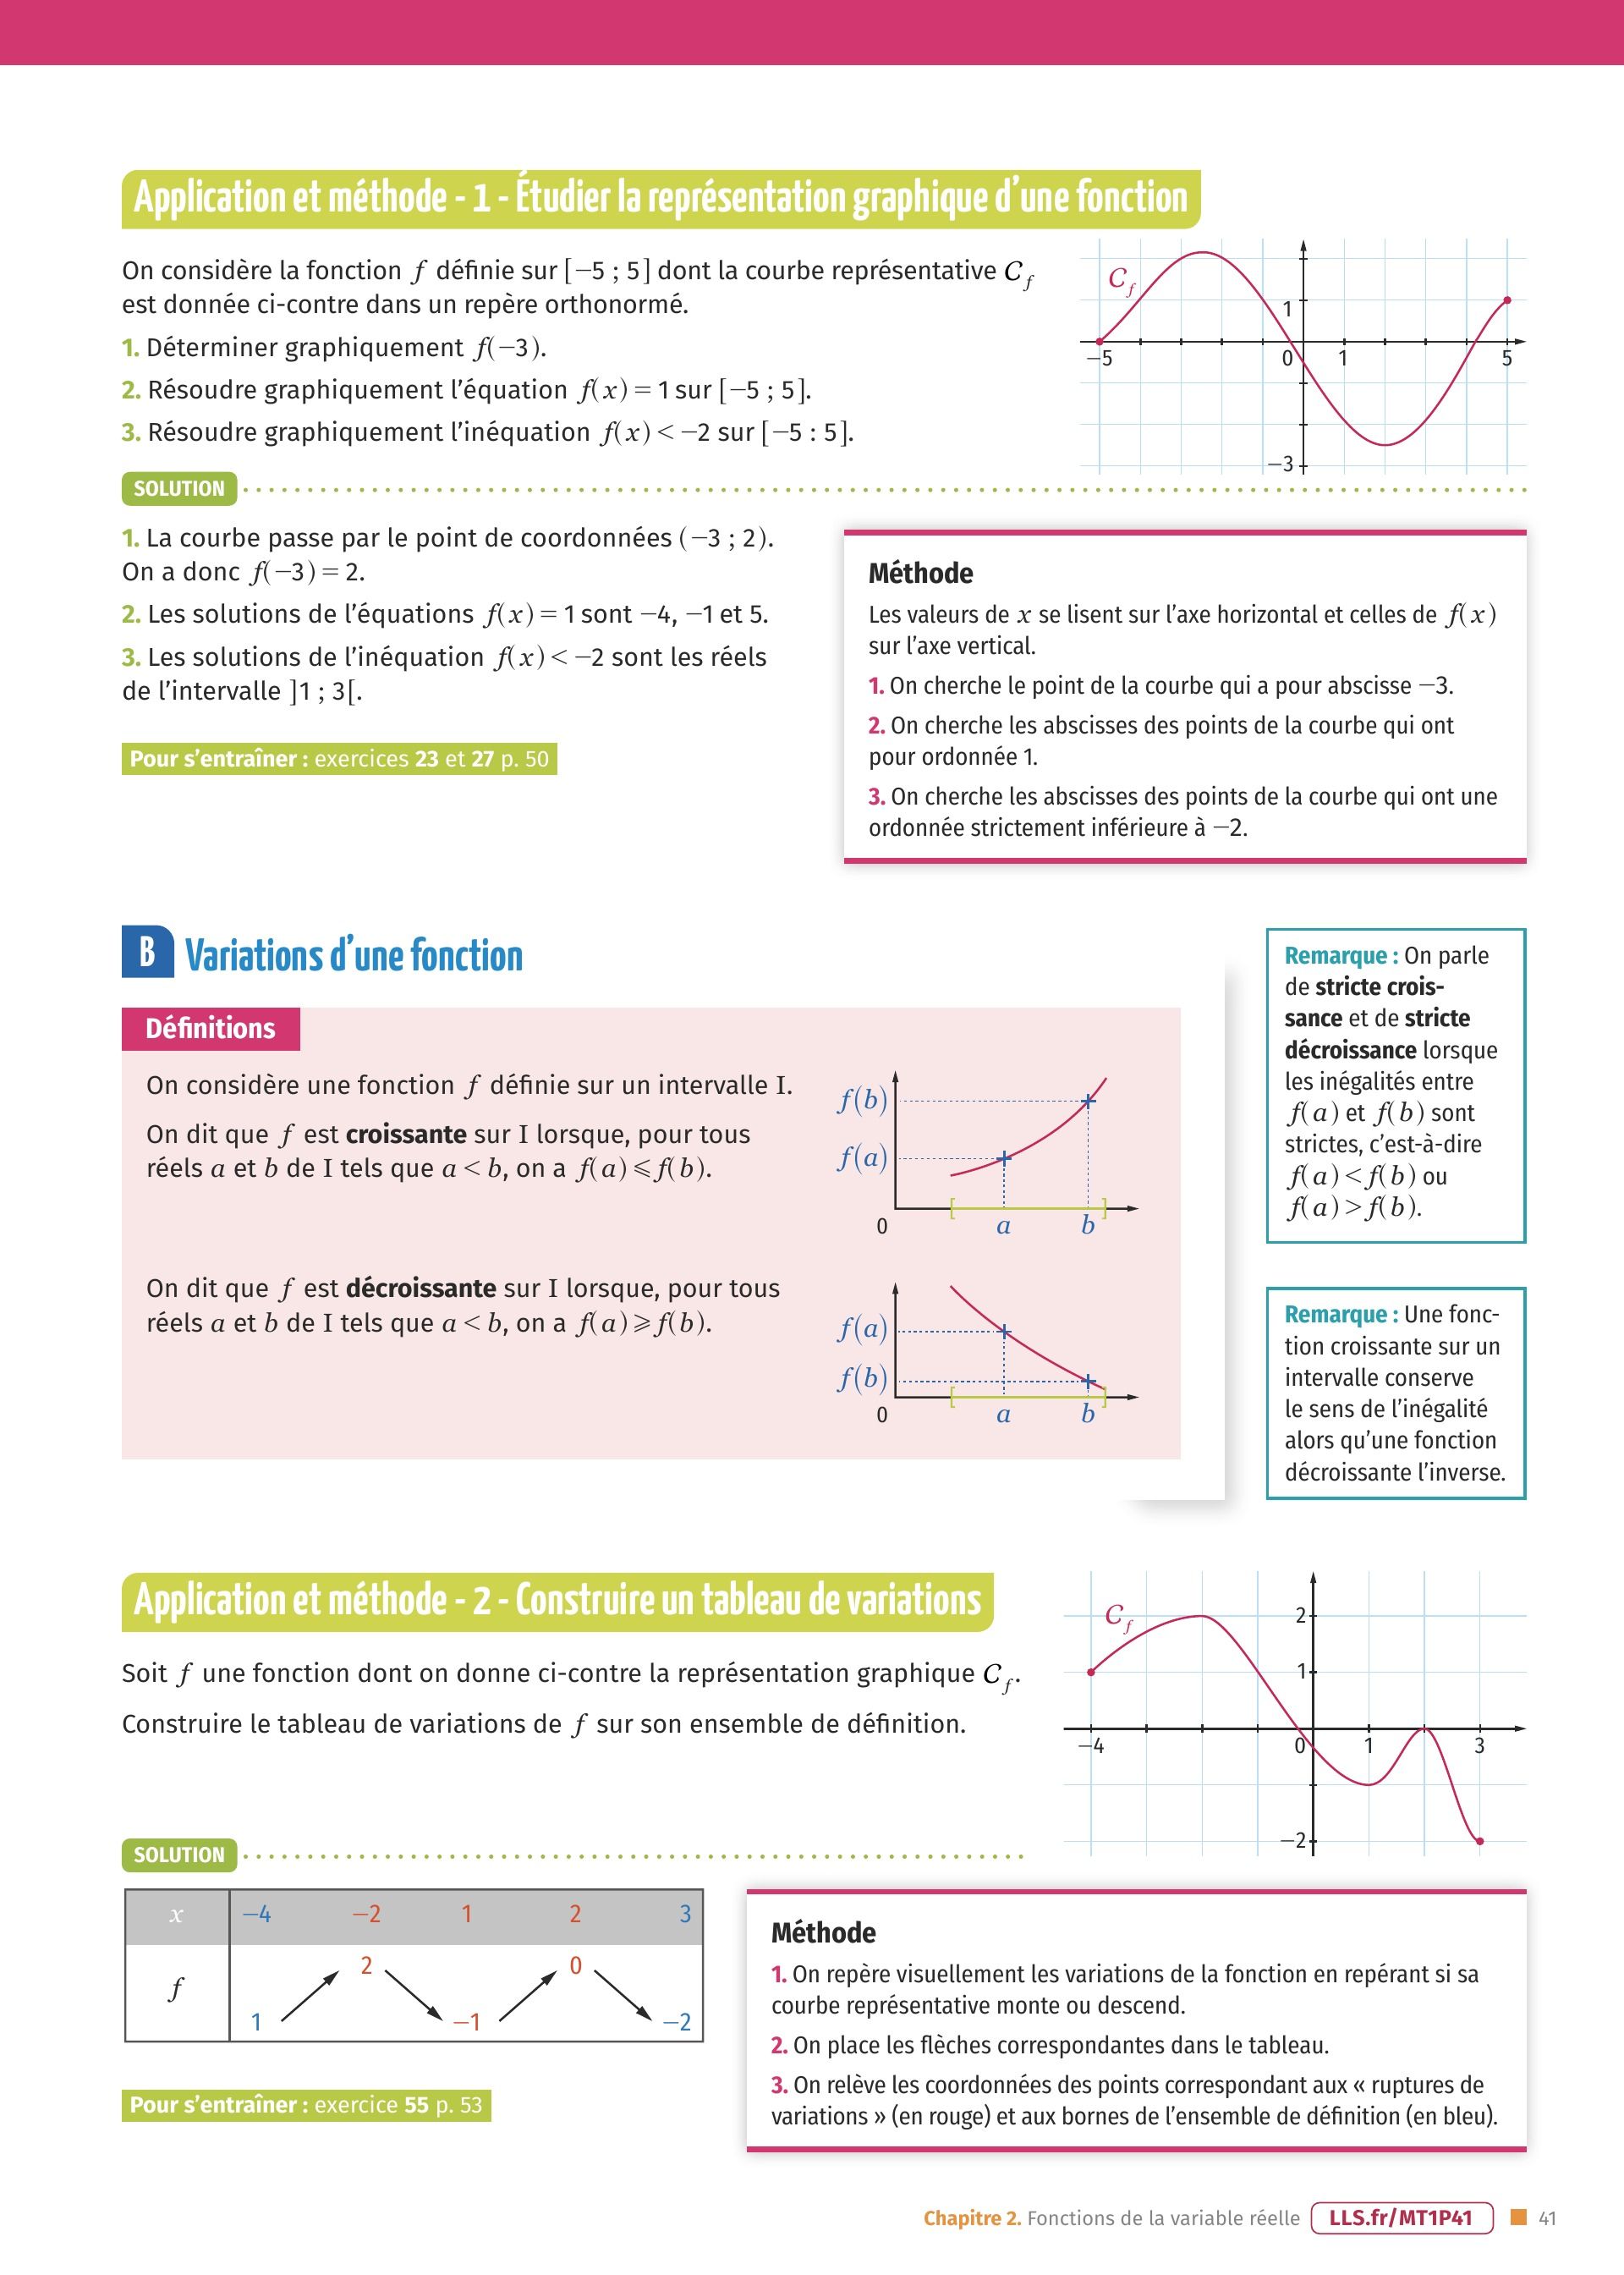 Application et méthode - 1 - Étudier la représentation graphique d’une fonction
On considère la fonction f définie sur [−5 ; 5] dont la courbe représentative C_f
est donnée ci-contre dans un repère orthonormé.
1. Déterminer graphiquement f(−3).
2. Résoudre graphiquement l’équation f(x) = 1 sur [−5 ; 5].
3. Résoudre graphiquement l’inéquation f(x) < −2 sur [−5 : 5].
C_f
1
−5
0
1
5
−3
SOLUTION
1. La courbe passe par le point de coordonnées (−3 ; 2).
On a donc f(−3) = 2.
2. Les solutions de l’équations f(x) = 1 sont −4, −1 et 5.
3. Les solutions de l’inéquation f(x) < −2 sont les réels
de l’intervalle ]1 ; 3[.
Pour s’entraîner : exercices 23 et 27 p. 50
Méthode
Les valeurs de x se lisent sur l’axe horizontal et celles de f(x)
sur l’axe vertical.
1. On cherche le point de la courbe qui a pour abscisse −3.
2. On cherche les abscisses des points de la courbe qui ont
pour ordonnée 1.
3. On cherche les abscisses des points de la courbe qui ont une
ordonnée strictement inférieure à −2.
B Variations d’une fonction
Définitions
On considère une fonction f définie sur un intervalle I.
On dit que f est croissante sur I lorsque, pour tous
réels a et b de I tels que a < b, on a f(a) ⩽ f(b).
f(b)
f(a)
0
a
b
On dit que f est décroissante sur I lorsque, pour tous
réels a et b de I tels que a < b, on a f(a) ⩾ f(b).
f(a)
f(b)
0
a
b
Remarque : On parle
de stricte crois-
sance et de stricte
décroissance lorsque
les inégalités entre
f(a) et f(b) sont
strictes, c’est-à-dire
f(a) < f(b) ou
f(a) > f(b).
Remarque : Une fonc-
tion croissante sur un
intervalle conserve
le sens de l’inégalité
alors qu’une fonction
décroissante l’inverse.
Application et méthode - 2 - Construire un tableau de variations
Soit f une fonction dont on donne ci-contre la représentation graphique C_f.
Construire le tableau de variations de f sur son ensemble de définition.
C_f
2
1
−4
0
1
3
−2
SOLUTION
x −4 −2 1 2 3
2 0
f
1 −1 −2
Pour s’entraîner : exercice 55 p. 53
Méthode
1. On repère visuellement les variations de la fonction en repérant si sa
courbe représentative monte ou descend.
2. On place les flèches correspondantes dans le tableau.
3. On relève les coordonnées des points correspondant aux « ruptures de
variations » (en rouge) et aux bornes de l’ensemble de définition (en bleu).
Chapitre 2. Fonctions de la variable réelle LLS.fr/MT1P41 41